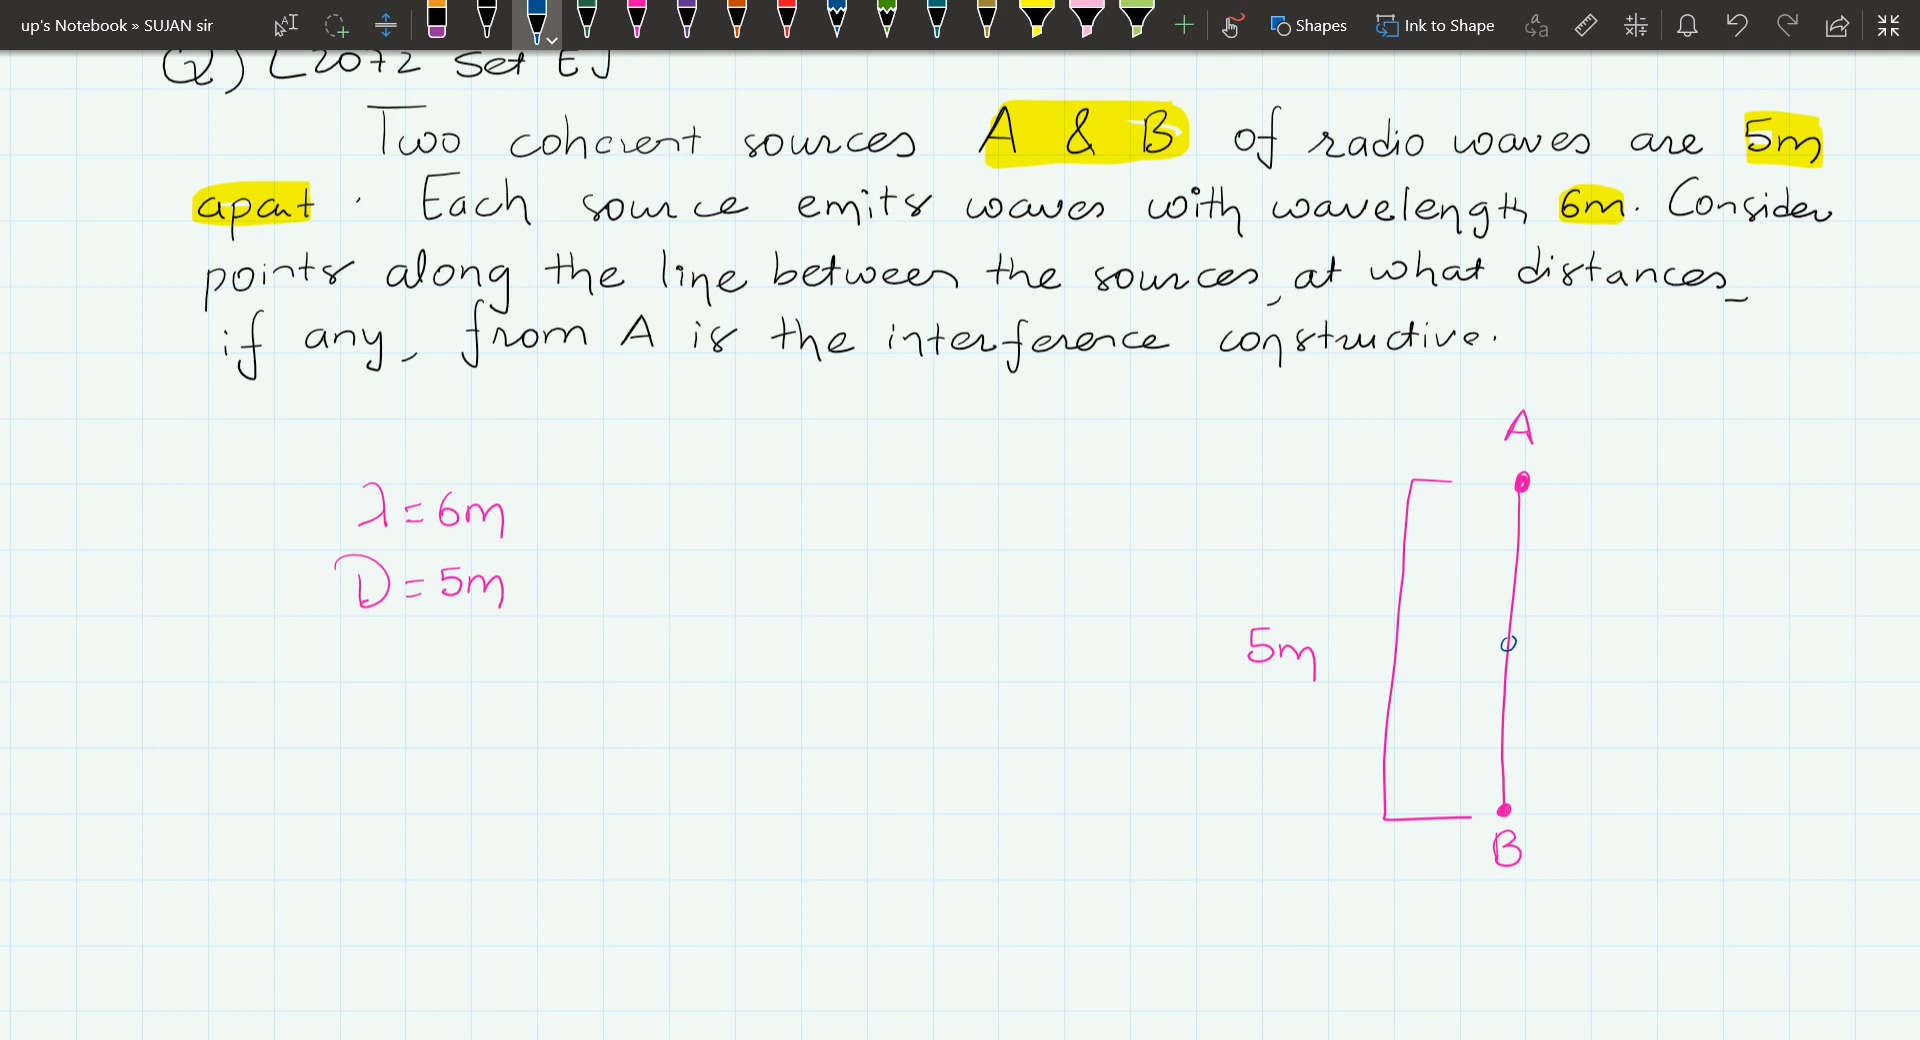 up's Notebook » SUJAN sir
Shapes
Ink to Shape
Q) [2072 Set E]
Two coherent sources A & B of radio waves are 5m
apart. Each source emits waves with wavelength 6m. Consider
points along the line between the sources, at what distances,
if any, from A is the interference constructive.
A
λ = 6m
D = 5m
5m
B